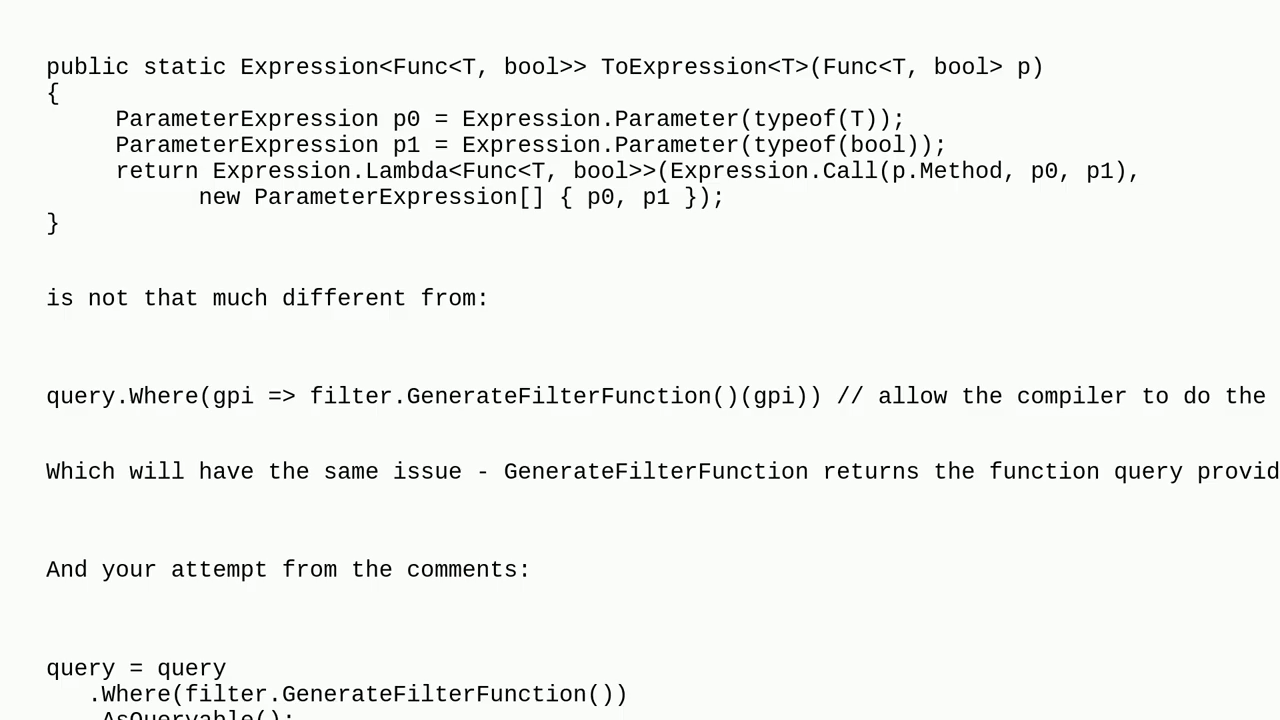 public static Expression<Func<T, bool>> ToExpression<T>(Func<T, bool> p)
{
     ParameterExpression p0 = Expression.Parameter(typeof(T));
     ParameterExpression p1 = Expression.Parameter(typeof(bool));
     return Expression.Lambda<Func<T, bool>>(Expression.Call(p.Method, p0, p1),
           new ParameterExpression[] { p0, p1 });
}
is not that much different from:
query.Where(gpi => filter.GenerateFilterFunction()(gpi)) // allow the compiler to do the
Which will have the same issue - GenerateFilterFunction returns the function query provid
And your attempt from the comments:
query = query
   .Where(filter.GenerateFilterFunction())
   .AsQueryable();